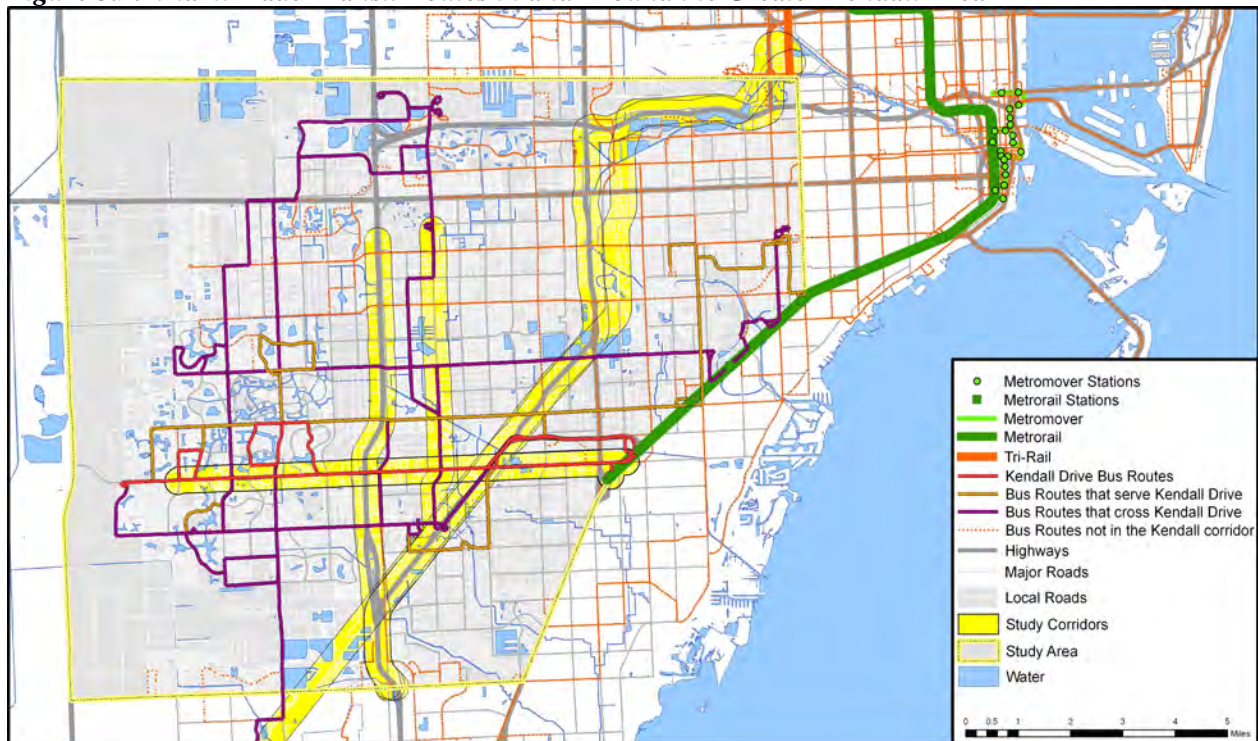 Metromover Stations
Metrorail Stations
Metromover
Metrorail
Tri-Rail
Kendall Drive Bus Routes
Bus Routes that serve Kendall Drive
Bus Routes that cross Kendall Drive
Bus Routes not in the Kendall corridor
Highways
Major Roads
Local Roads
Study Corridors
Study Area
Water
0 0.5 1 2 3 4 5
Miles